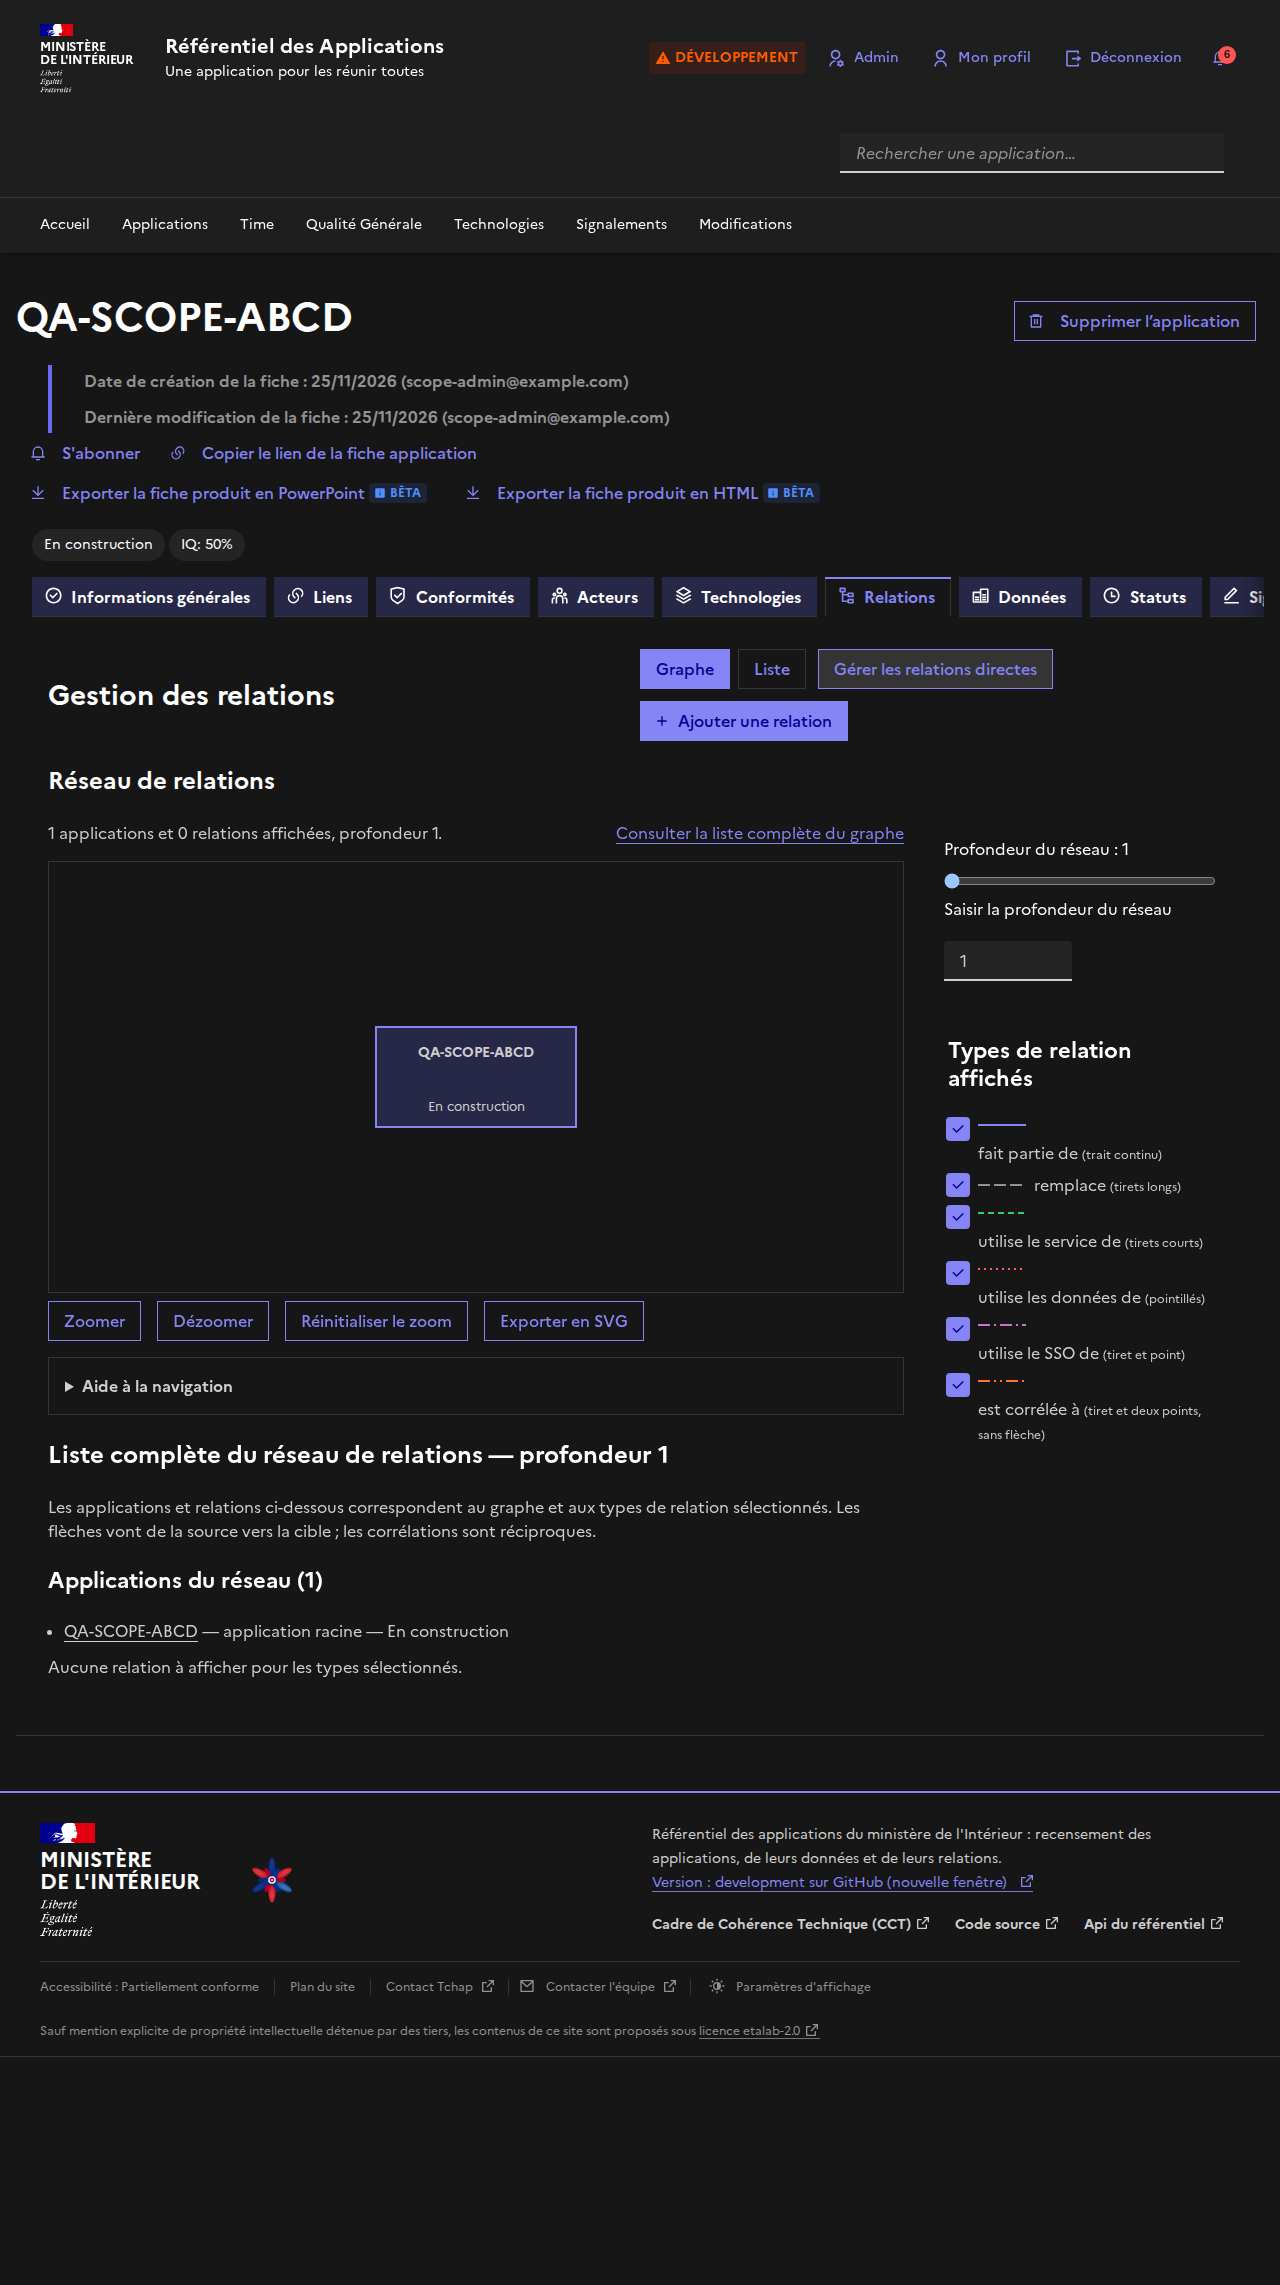 MINISTÈRE
DE L'INTÉRIEUR
Liberté
Égalité
Fraternité
Référentiel des Applications
Une application pour les réunir toutes
DÉVELOPPEMENT
Admin
Mon profil
Déconnexion
6
Rechercher une application...
Accueil
Applications
Time
Qualité Générale
Technologies
Signalements
Modifications
QA-SCOPE-ABCD
Supprimer l’application
Date de création de la fiche : 25/11/2026 (scope-admin@example.com)
Dernière modification de la fiche : 25/11/2026 (scope-admin@example.com)
S'abonner
Copier le lien de la fiche application
Exporter la fiche produit en PowerPoint BÊTA
Exporter la fiche produit en HTML BÊTA
En construction
IQ: 50%
Informations générales
Liens
Conformités
Acteurs
Technologies
Relations
Données
Statuts
Gestion des relations
Graphe
Liste
Gérer les relations directes
Ajouter une relation
Réseau de relations
1 applications et 0 relations affichées, profondeur 1.
Consulter la liste complète du graphe
QA-SCOPE-ABCD
En construction
Zoomer
Dézoomer
Réinitialiser le zoom
Exporter en SVG
Aide à la navigation
Profondeur du réseau : 1
Saisir la profondeur du réseau
1
Types de relation
affichés
fait partie de (trait continu)
remplace (tirets longs)
utilise le service de (tirets courts)
utilise les données de (pointillés)
utilise le SSO de (tiret et point)
est corrélée à (tiret et deux points,
sans flèche)
Liste complète du réseau de relations — profondeur 1
Les applications et relations ci-dessous correspondent au graphe et aux types de relation sélectionnés. Les
flèches vont de la source vers la cible ; les corrélations sont réciproques.
Applications du réseau (1)
QA-SCOPE-ABCD — application racine — En construction
Aucune relation à afficher pour les types sélectionnés.
MINISTÈRE
DE L'INTÉRIEUR
Liberté
Égalité
Fraternité
Référentiel des applications du ministère de l'Intérieur : recensement des
applications, de leurs données et de leurs relations.
Version : development sur GitHub (nouvelle fenêtre)
Cadre de Cohérence Technique (CCT)
Code source
Api du référentiel
Accessibilité : Partiellement conforme
Plan du site
Contact Tchap
Contacter l'équipe
Paramètres d'affichage
Sauf mention explicite de propriété intellectuelle détenue par des tiers, les contenus de ce site sont proposés sous licence etalab-2.0